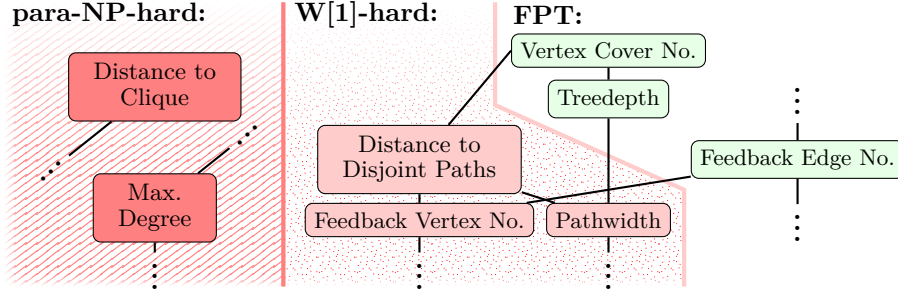 para-NP-hard:
W[1]-hard:
FPT:
Distance to
Clique
Max.
Degree
Distance to
Disjoint Paths
Feedback Vertex No.
Vertex Cover No.
Treedepth
Pathwidth
Feedback Edge No.